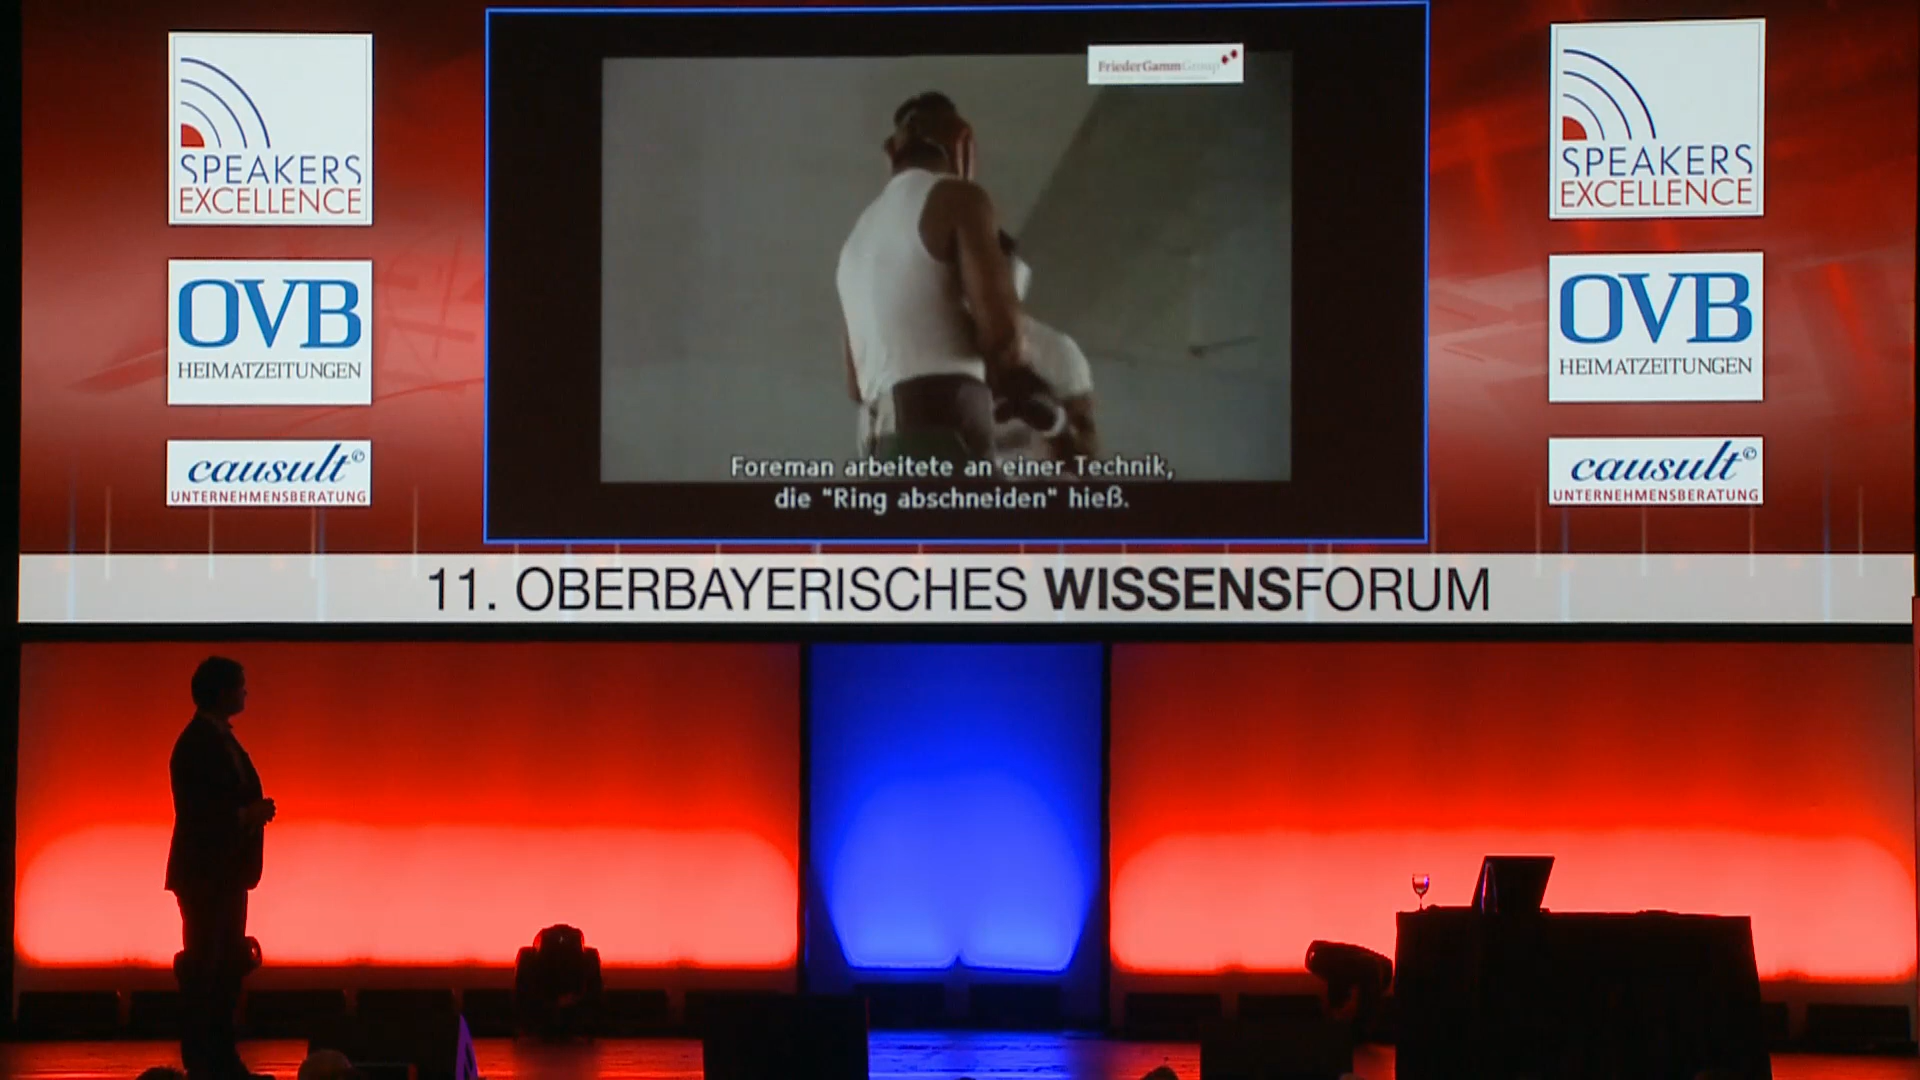 SPEAKERS
EXCELLENCE
OVB
HEIMATZEITUNGEN
causult©
UNTERNEHMENSBERATUNG
FriederGammGroup
Foreman arbeitete an einer Technik,
die "Ring abschneiden" hieß.
SPEAKERS
EXCELLENCE
OVB
HEIMATZEITUNGEN
causult©
UNTERNEHMENSBERATUNG
11. OBERBAYERISCHES WISSENSFORUM